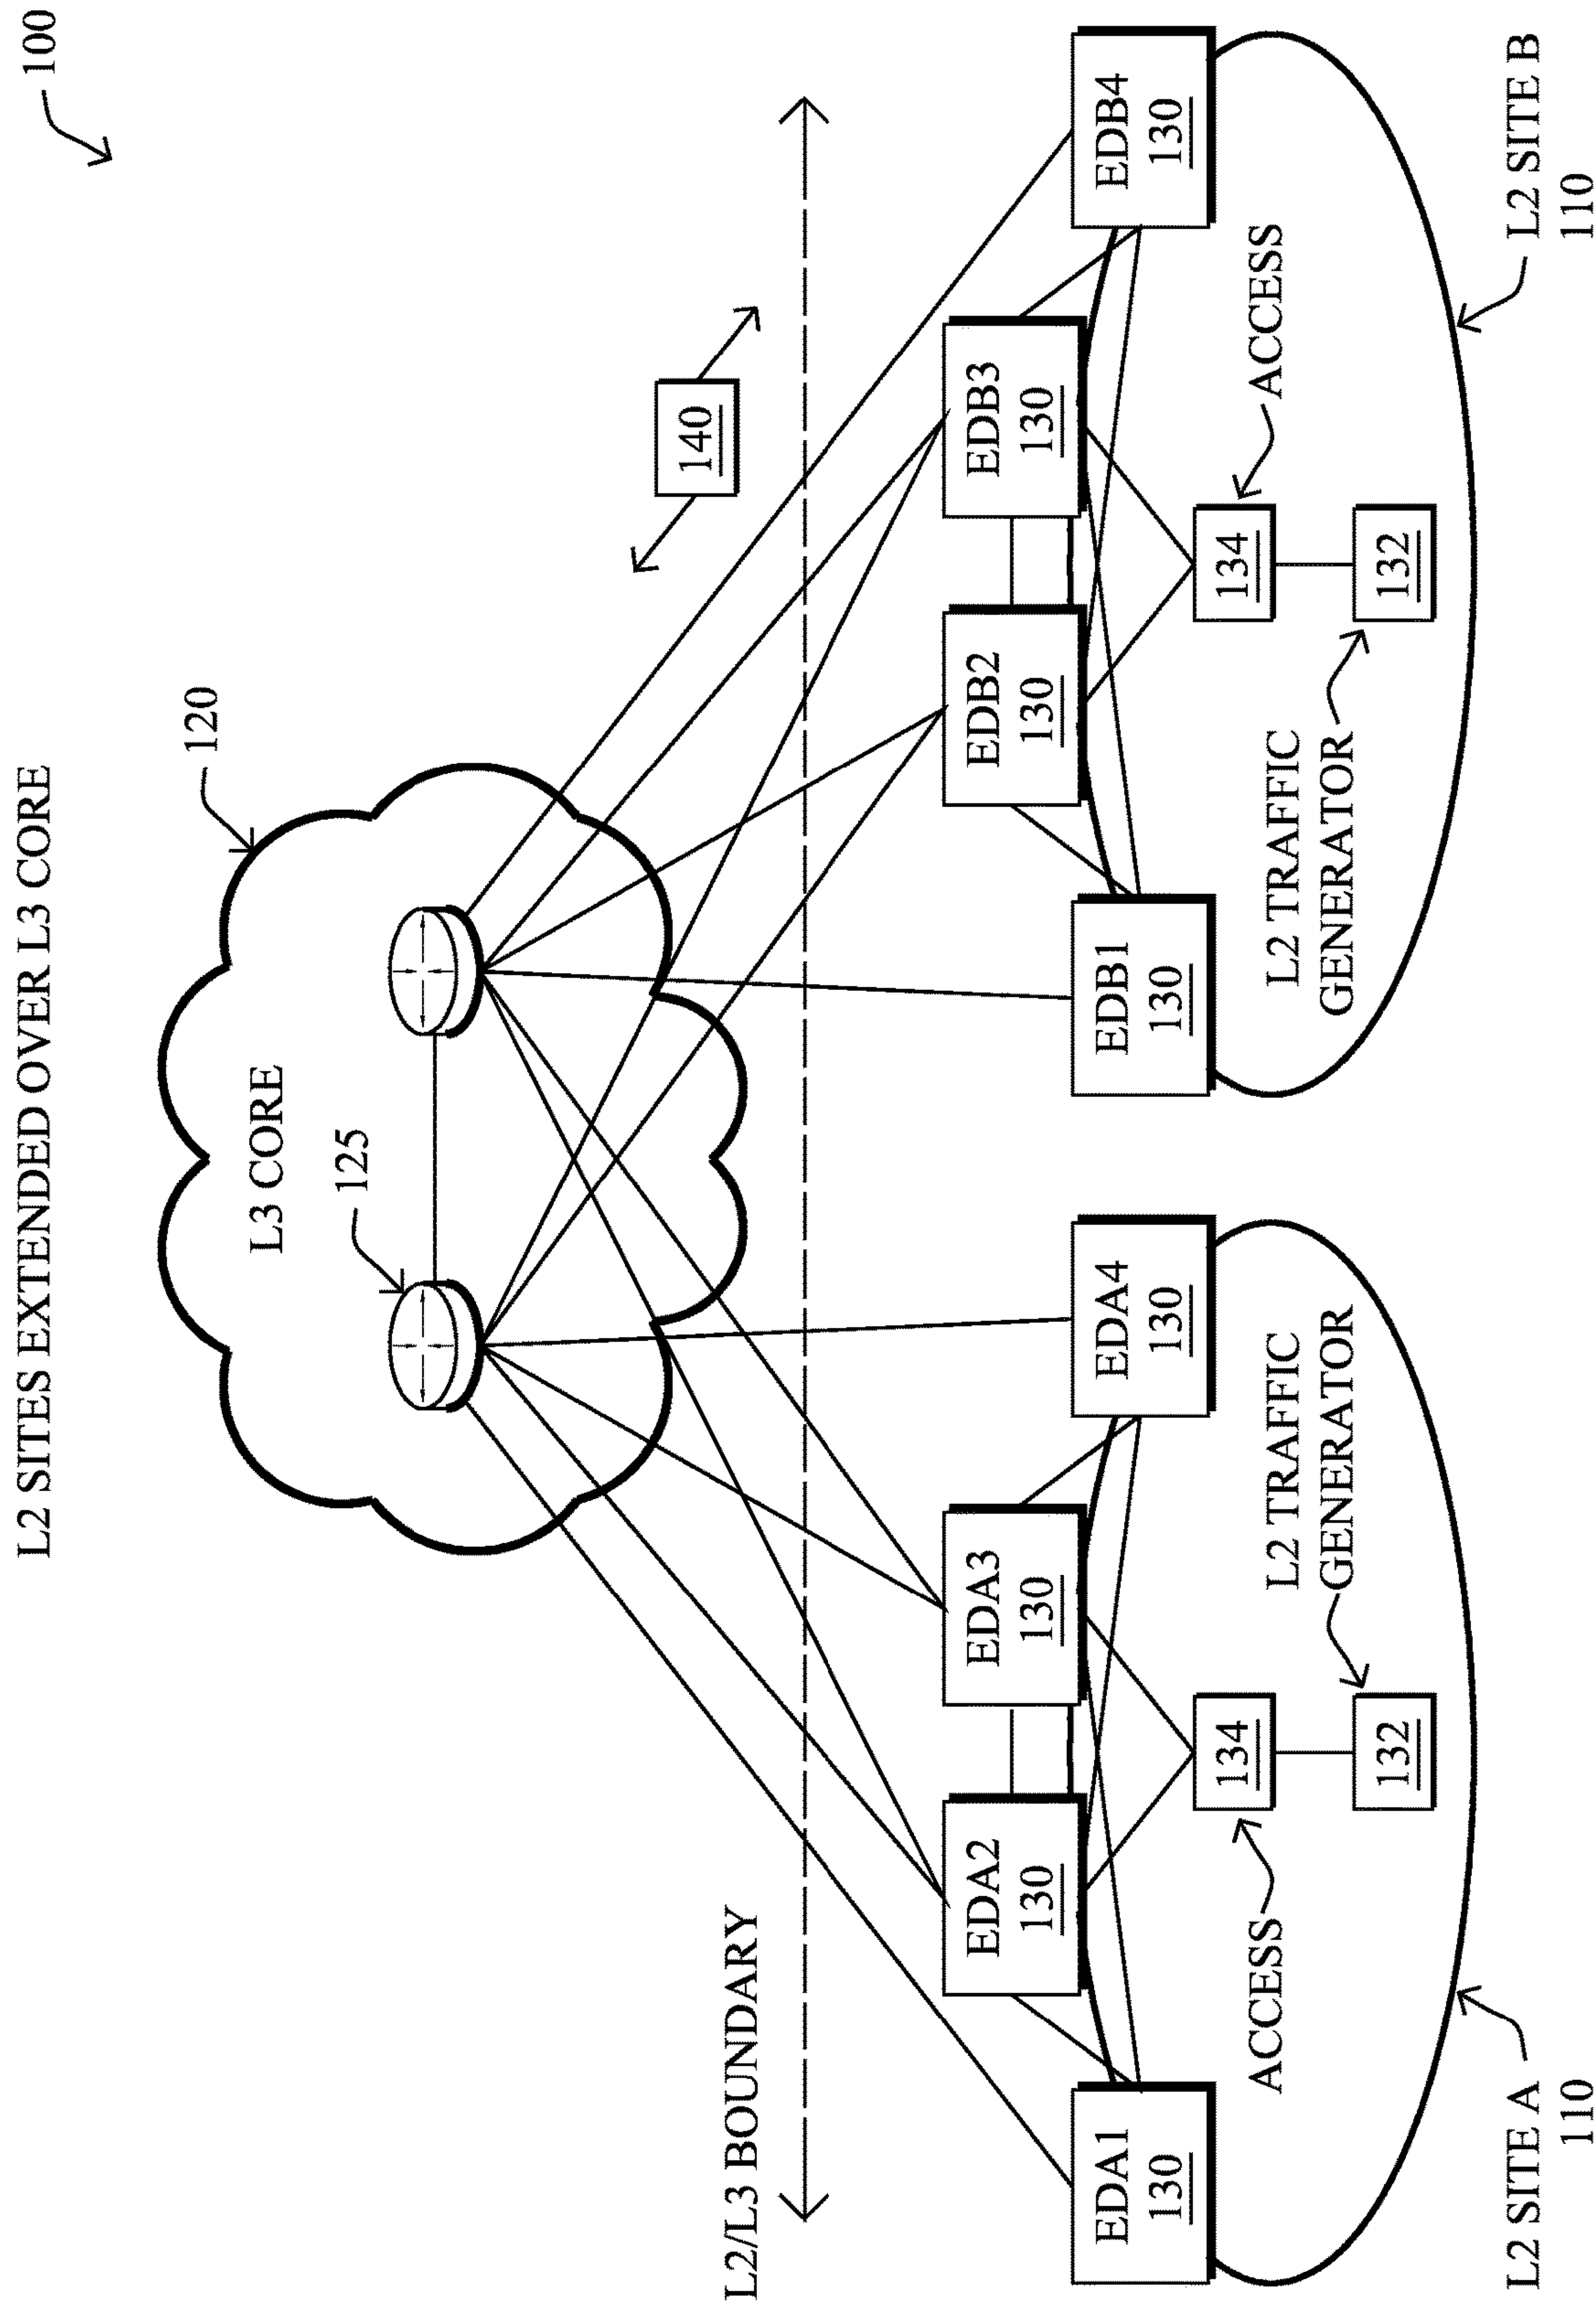 L2 SITES EXTENDED OVER L3 CORE
100
120
L3 CORE
125
140
L2/L3 BOUNDARY
EDA2
130
EDA3
130
EDB2
130
EDB3
130
EDA1
130
EDA4
130
EDB1
130
EDB4
130
ACCESS
134
L2 TRAFFIC
GENERATOR
132
L2 TRAFFIC
GENERATOR
134
ACCESS
132
L2 SITE A
110
L2 SITE B
110